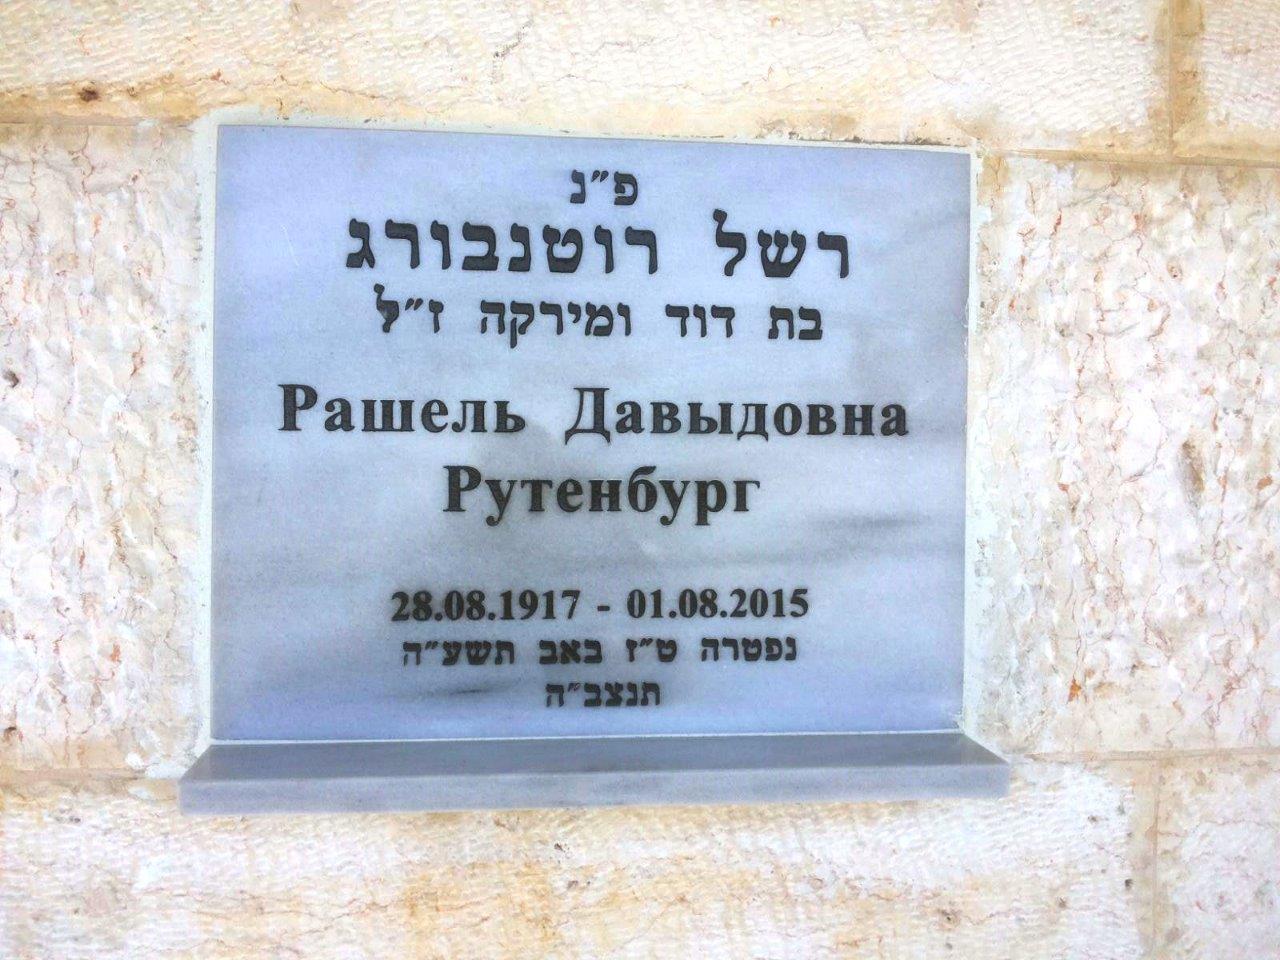 פ״נ
רשל רוטנבורג
בת דוד ומירקה ז״ל
Рашель Давыдовна
Рутенбург
28.08.1917 - 01.08.2015
נפטרה ט״ז באב תשע״ה
תנצב״ה